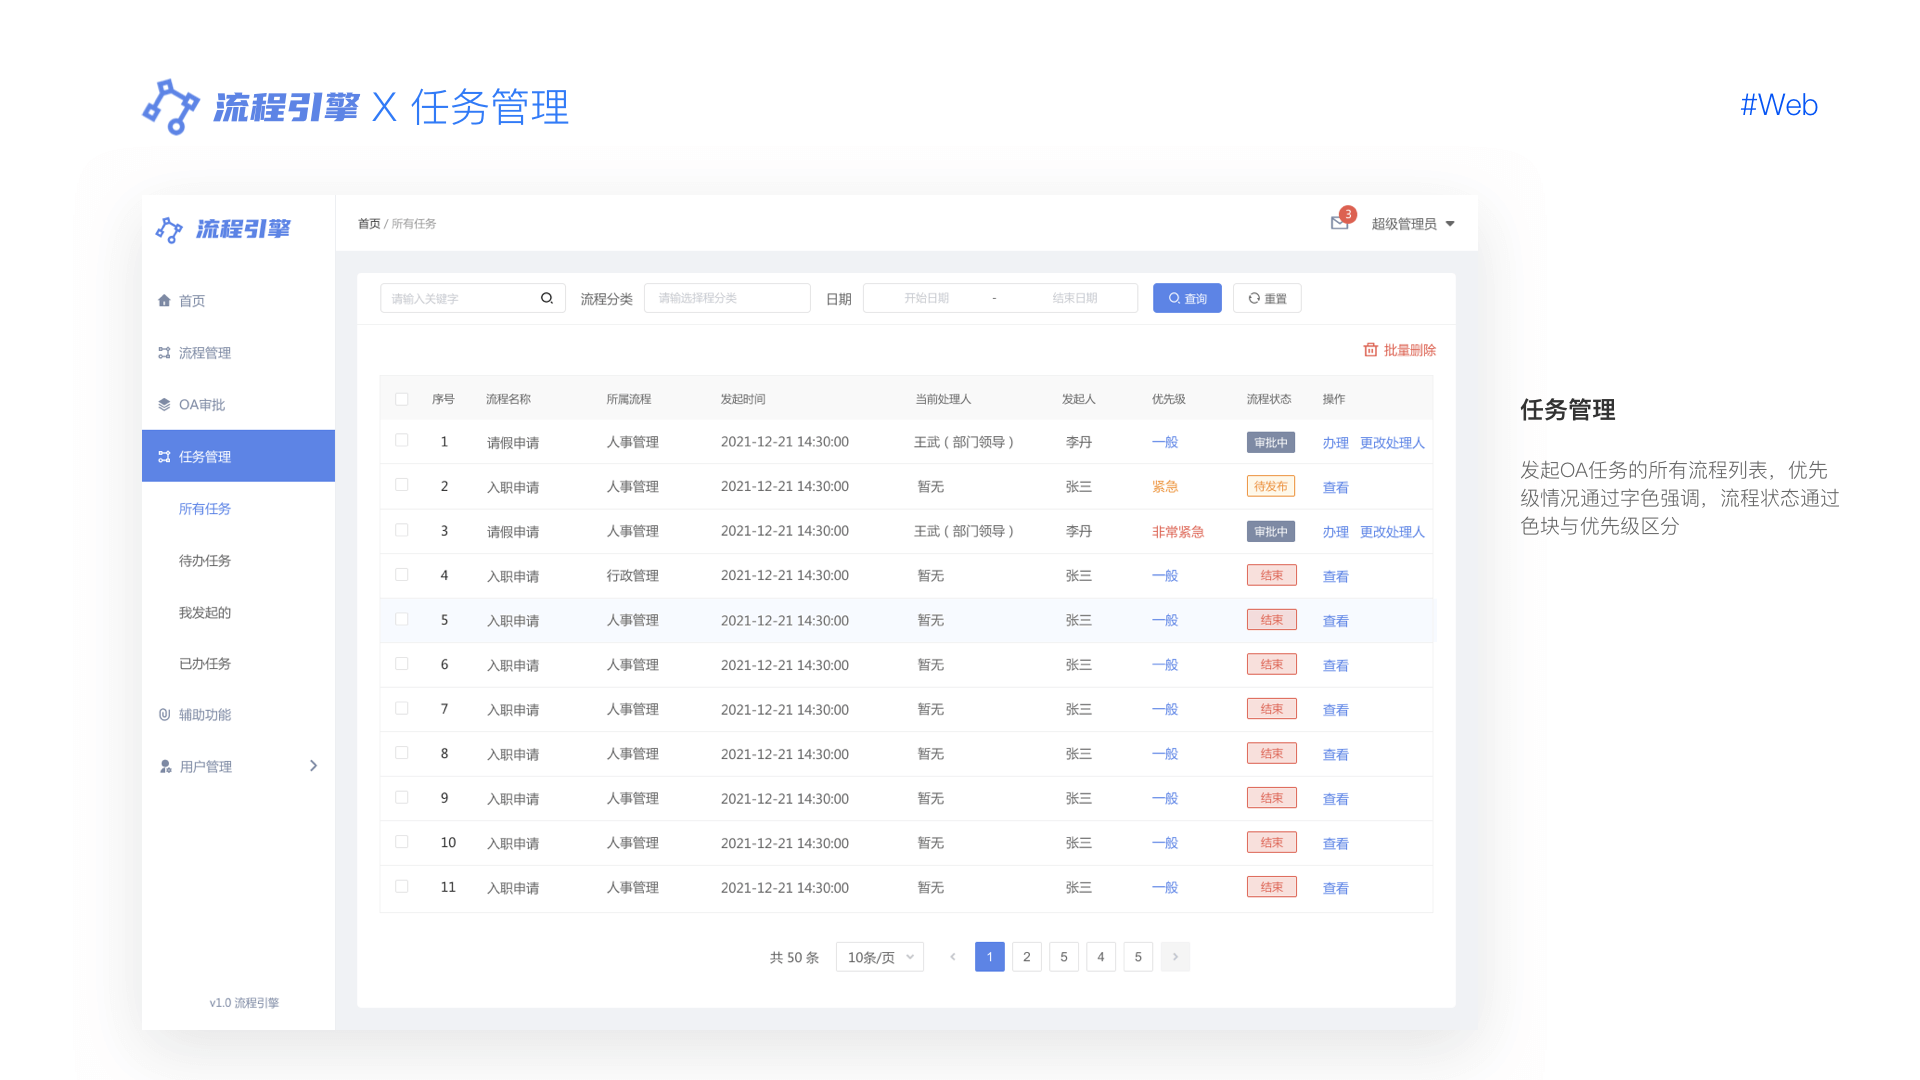 流程引擎 X 任务管理
#Web
流程引擎
首页 / 所有任务
3
超级管理员
首页
流程管理
OA审批
任务管理
所有任务
待办任务
我发起的
已办任务
辅助功能
用户管理
v1.0 流程引擎
请输入关键字 流程分类 请输选择程分类 日期 开始日期 - 结束日期 查询 重置
批量删除
序号 流程名称 所属流程 发起时间 当前处理人 发起人 优先级 流程状态 操作
1 请假申请 人事管理 2021-12-21 14:30:00 王武（部门领导） 李丹 一般 审批中 办理 更改处理人
2 入职申请 人事管理 2021-12-21 14:30:00 暂无 张三 紧急 待发布 查看
3 请假申请 人事管理 2021-12-21 14:30:00 王武（部门领导） 李丹 非常紧急 审批中 办理 更改处理人
4 入职申请 行政管理 2021-12-21 14:30:00 暂无 张三 一般 结束 查看
5 入职申请 人事管理 2021-12-21 14:30:00 暂无 张三 一般 结束 查看
6 入职申请 人事管理 2021-12-21 14:30:00 暂无 张三 一般 结束 查看
7 入职申请 人事管理 2021-12-21 14:30:00 暂无 张三 一般 结束 查看
8 入职申请 人事管理 2021-12-21 14:30:00 暂无 张三 一般 结束 查看
9 入职申请 人事管理 2021-12-21 14:30:00 暂无 张三 一般 结束 查看
10 入职申请 人事管理 2021-12-21 14:30:00 暂无 张三 一般 结束 查看
11 入职申请 人事管理 2021-12-21 14:30:00 暂无 张三 一般 结束 查看
共 50 条 10条/页 1 2 5 4 5
任务管理
发起OA任务的所有流程列表，优先
级情况通过字色强调，流程状态通过
色块与优先级区分